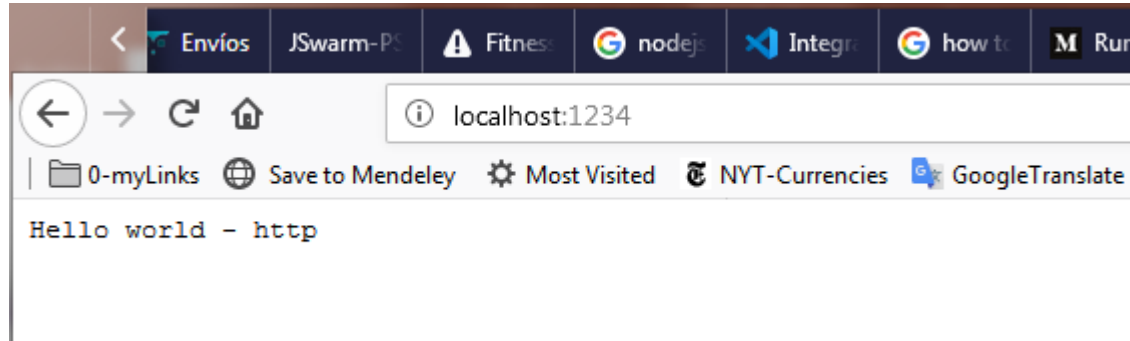 Envíos JSwarm-PS Fitness nodejs Integra how to M Run
localhost:1234
0-myLinks Save to Mendeley Most Visited NYT-Currencies GoogleTranslate
Hello world - http